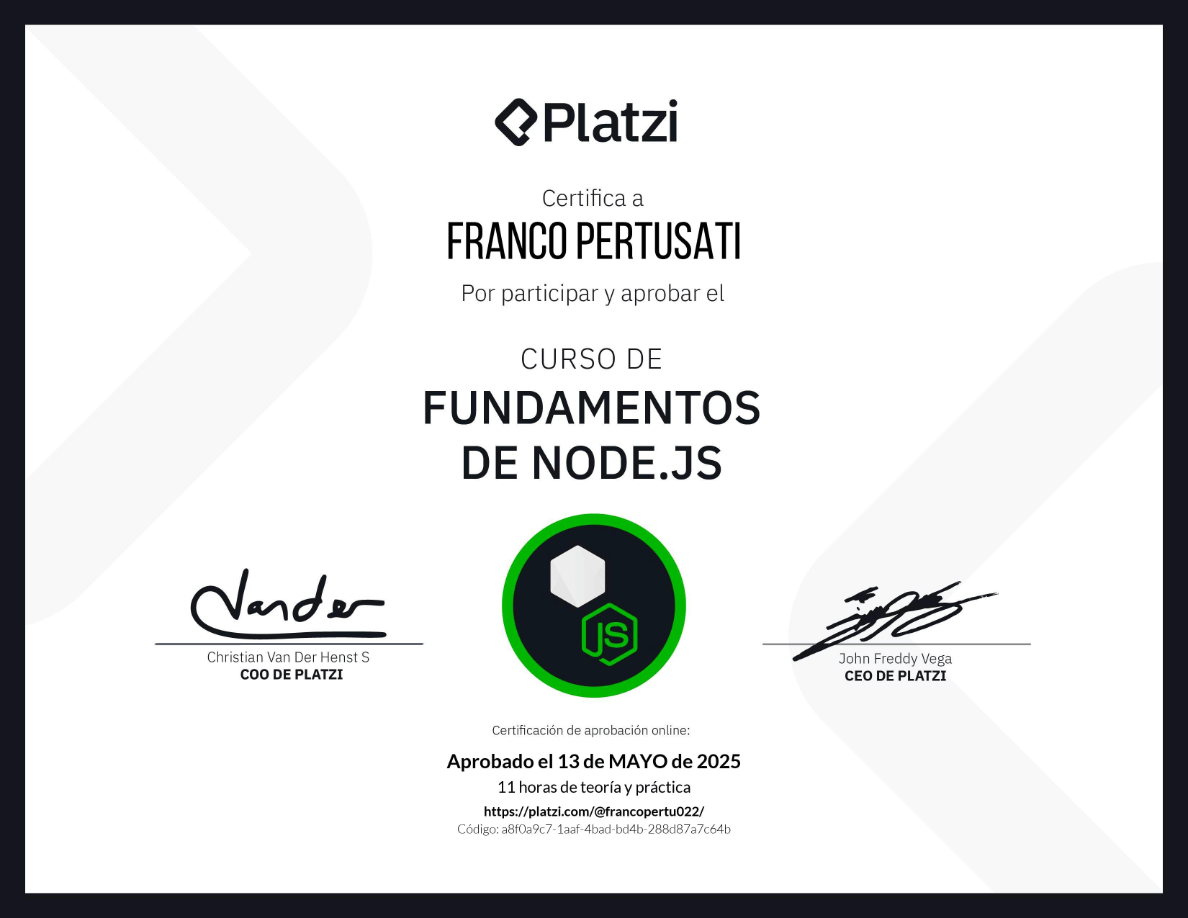 Platzi
Certifica a
FRANCO PERTUSATI
Por participar y aprobar el
CURSO DE
FUNDAMENTOS
DE NODE.JS
JS
Vander
Christian Van Der Henst S
COO DE PLATZI
John Freddy Vega
CEO DE PLATZI
Certificación de aprobación online:
Aprobado el 13 de MAYO de 2025
11 horas de teoría y práctica
https://platzi.com/@francopertu022/
Código: a8f0a9c7-1aaf-4bad-bd4b-288d87a7c64b